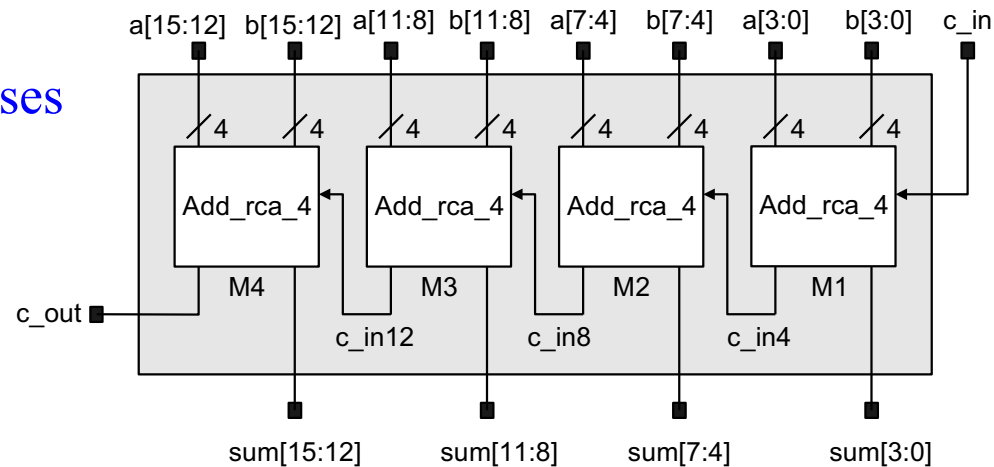 a[15:12] b[15:12] a[11:8] b[11:8] a[7:4] b[7:4] a[3:0] b[3:0] c_in
ses
4 4 4 4 4 4 4 4
Add_rca_4 Add_rca_4 Add_rca_4 Add_rca_4
M4 M3 M2 M1
c_out
c_in12 c_in8 c_in4
sum[15:12] sum[11:8] sum[7:4] sum[3:0]